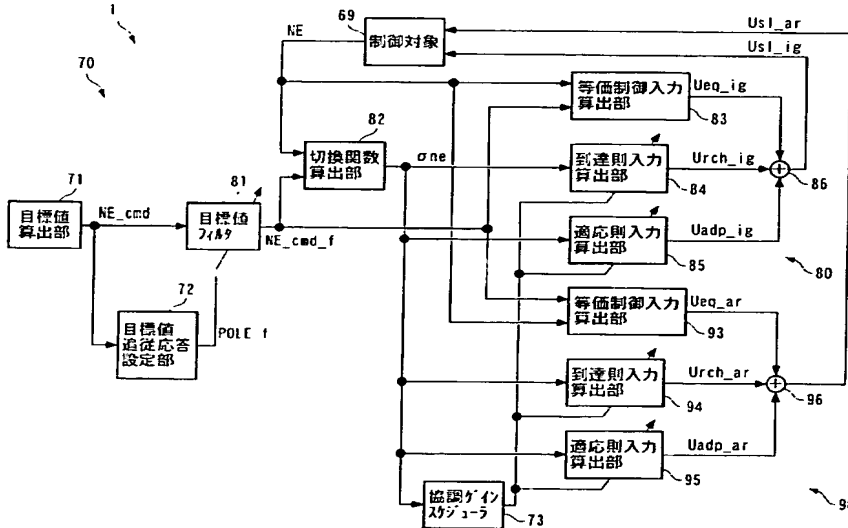 1
70
69
NE
制御対象
Usl_ar
Usl_ig
82
切換関数
算出部
σne
等価制御入力
算出部
83
Ueq_ig
到達則入力
算出部
84
Urch_ig
86
適応則入力
算出部
85
Uadp_ig
80
71
目標値
算出部
NE_cmd
81
目標値
フィルタ
NE_cmd_f
72
目標値
追従応答
設定部
POLE_f
等価制御入力
算出部
93
Ueq_ar
到達則入力
算出部
94
Urch_ar
96
適応則入力
算出部
95
Uadp_ar
協調ゲイン
スケジューラ
73